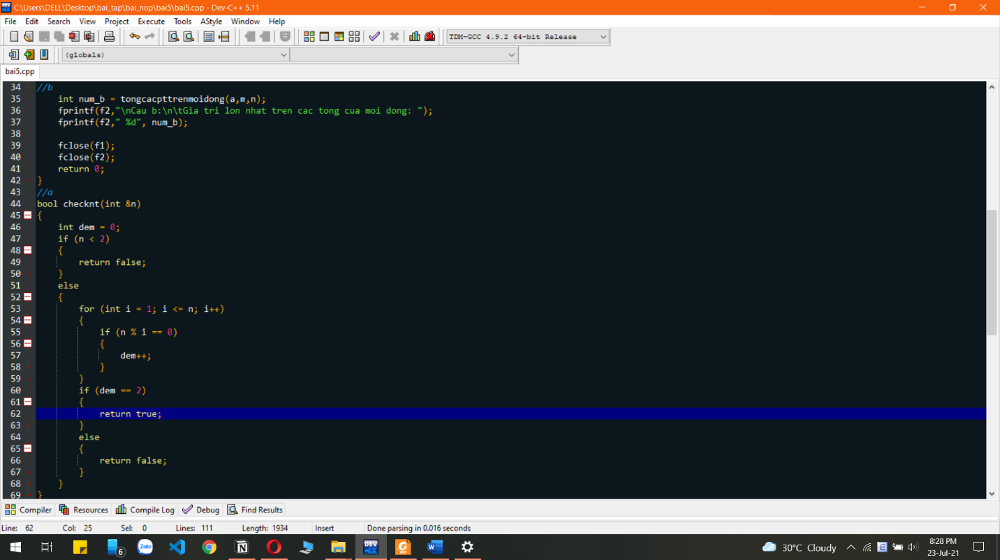 C:\Users\DELL\Desktop\bai_tap\bai_nop\bai5\bai5.cpp - Dev-C++ 5.11
File Edit Search View Project Execute Tools AStyle Window Help
TDM-GCC 4.9.2 64-bit Release
(globals)
bai5.cpp
34 //b
35 int num_b = tongcacpttrenmoidong(a,m,n);
36 fprintf(f2,"\nCau b:\n\tGia tri lon nhat tren cac tong cua moi dong: ");
37 fprintf(f2," %d", num_b);
38
39 fclose(f1);
40 fclose(f2);
41 return 0;
42 }
43 //a
44 bool checknt(int &n)
45 {
46 int dem = 0;
47 if (n < 2)
48 {
49 return false;
50 }
51 else
52 {
53 for (int i = 1; i <= n; i++)
54 {
55 if (n % i == 0)
56 {
57 dem++;
58 }
59 }
60 if (dem == 2)
61 {
62 return true;
63 }
64 else
65 {
66 return false;
67 }
68 }
69 }
Compiler Resources Compile Log Debug Find Results
Line: 62 Col: 25 Sel: 0 Lines: 111 Length: 1934 Insert Done parsing in 0.016 seconds
6 Zalo DEV 30°C Cloudy 8:28 PM
23-Jul-21